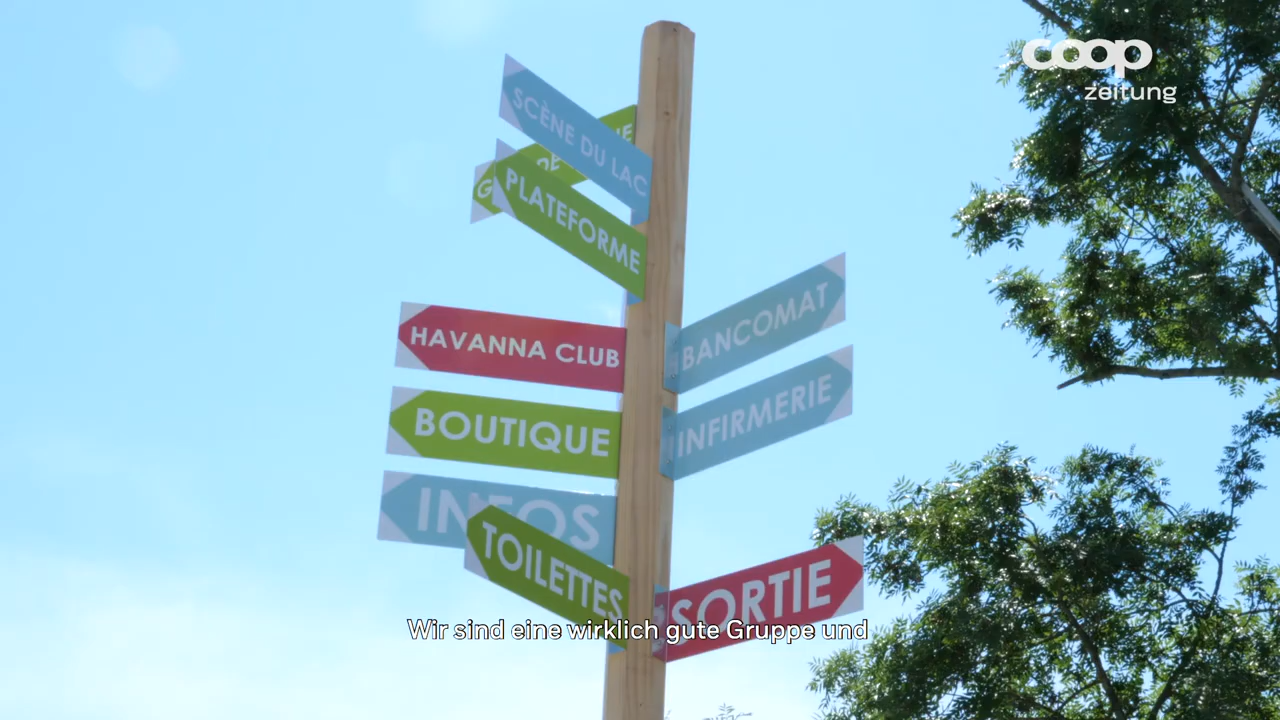 coop
zeitung
SCÈNE DU LAC
PLATEFORME
BANCOMAT
HAVANNA CLUB
INFIRMERIE
BOUTIQUE
INFOS
TOILETTES
SORTIE
Wir sind eine wirklich gute Gruppe und